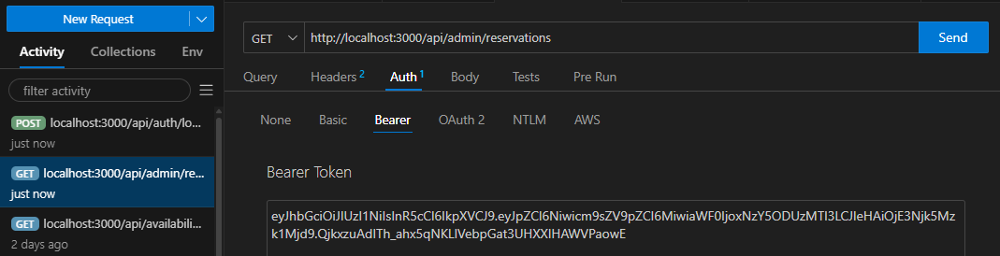 New Request
GET
http://localhost:3000/api/admin/reservations
Send
Activity
Collections
Env
Query
Headers 2
Auth 1
Body
Tests
Pre Run
filter activity
None
Basic
Bearer
OAuth 2
NTLM
AWS
POST localhost:3000/api/auth/lo...
just now
GET localhost:3000/api/admin/re...
just now
GET localhost:3000/api/availabili...
2 days ago
Bearer Token
eyJhbGciOiJIUzI1NiIsInR5cCI6IkpXVCJ9.eyJpZCI6Niwicm9sZV9pZCI6MiwiaWF0IjoxNzY5ODUzMTI3LCJleHAiOjE3Njk5Mz
k1Mjd9.QjkxzuAdlTh_ahx5qNKLIVebpGat3UHXXIHAWVPaowE